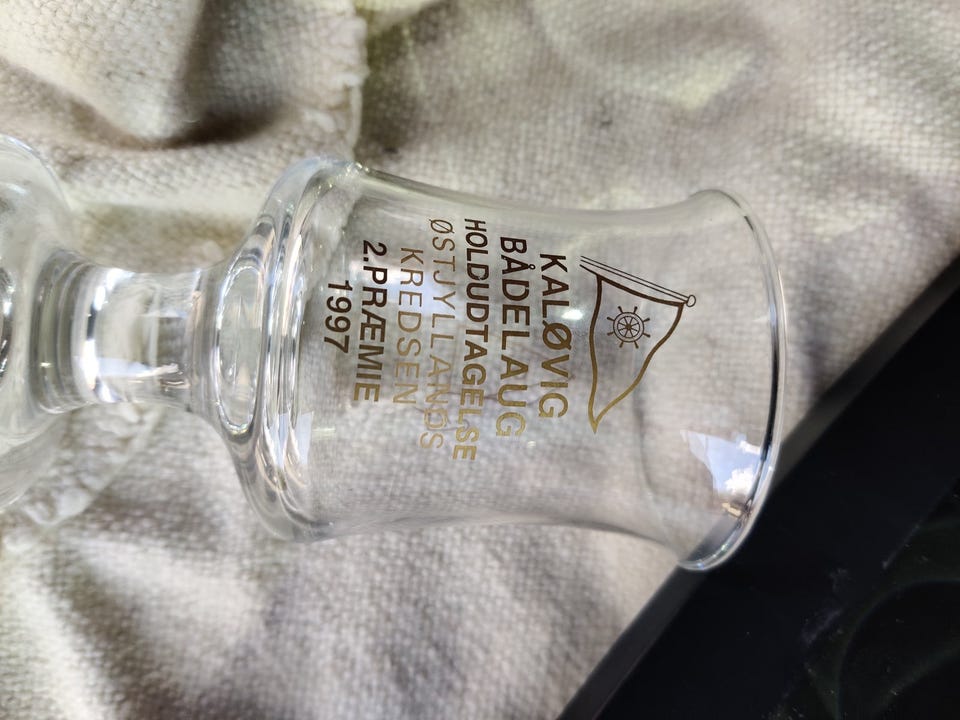 KALØVIG
BÅDELAUG
HOLDUDTAGELSE
ØSTJYLLANDS
KREDSEN
2.PRÆMIE
1997